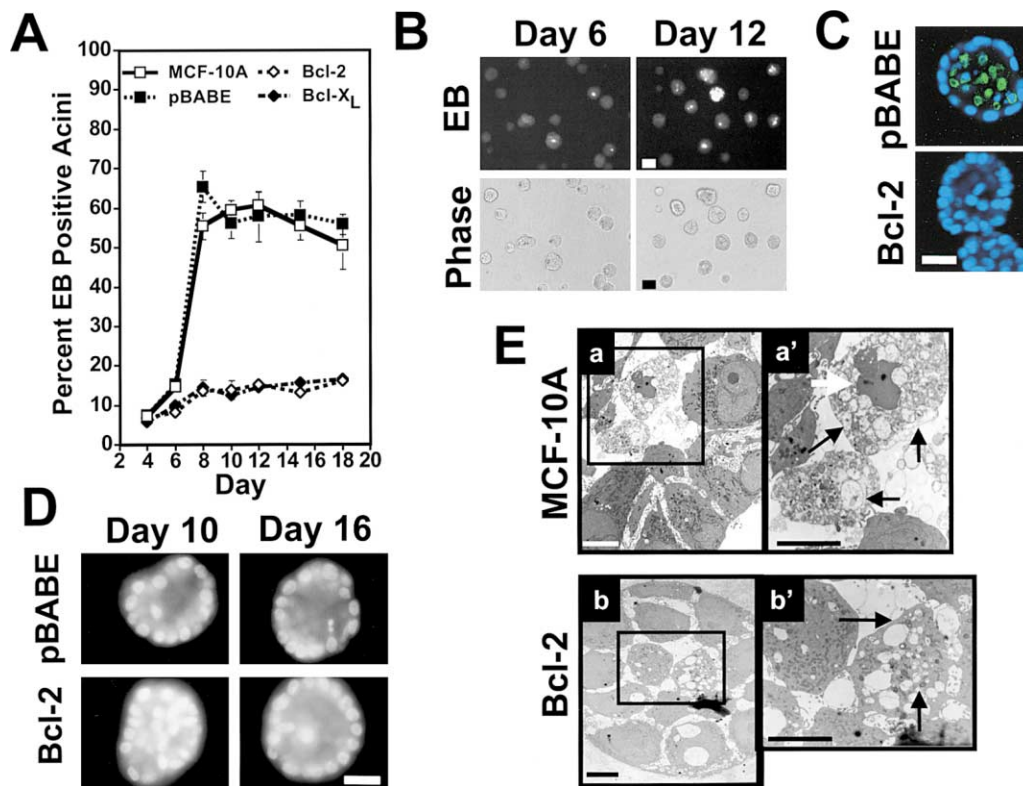 A
Percent EB Positive Acini
100
90
80
70
60
50
40
30
20
10
0
MCF-10A
pBABE
Bcl-2
Bcl-XL
2 4 6 8 10 12 14 16 18 20
Day
B
Day 6 Day 12
EB
Phase
C
pBABE
Bcl-2
D
Day 10 Day 16
pBABE
Bcl-2
E
MCF-10A
a
a'
Bcl-2
b
b'